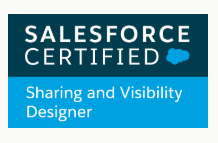 SALESFORCE
CERTIFIED
Sharing and Visibility
Designer